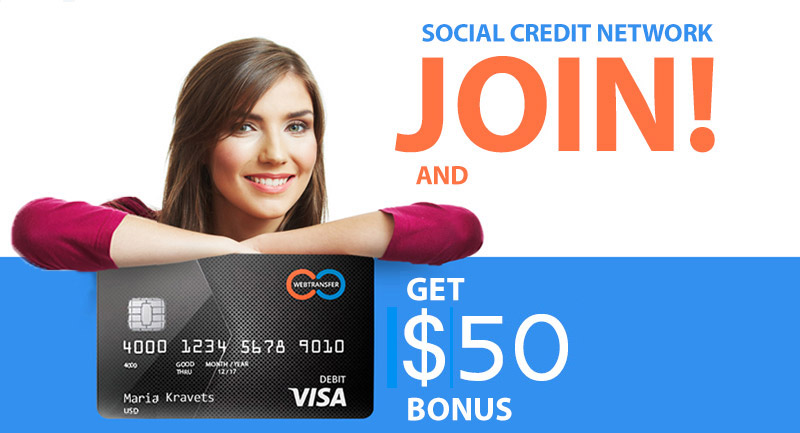 SOCIAL CREDIT NETWORK
JOIN!
AND
GET
$50
BONUS
WEBTRANSFER
4000 1234 5678 9010
4000
GOOD THRU
MONTH/YEAR
12/17
DEBIT
VISA
Maria Kravets
USD